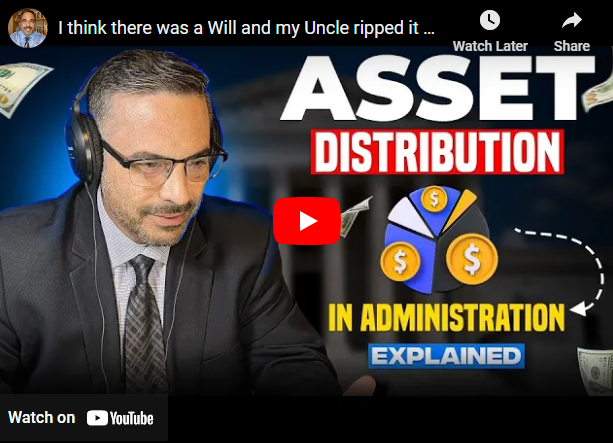 I think there was a Will and my Uncle ripped it …
Watch Later
Share
ASSET
DISTRIBUTION
$
$
$
IN ADMINISTRATION
EXPLAINED
Watch on YouTube